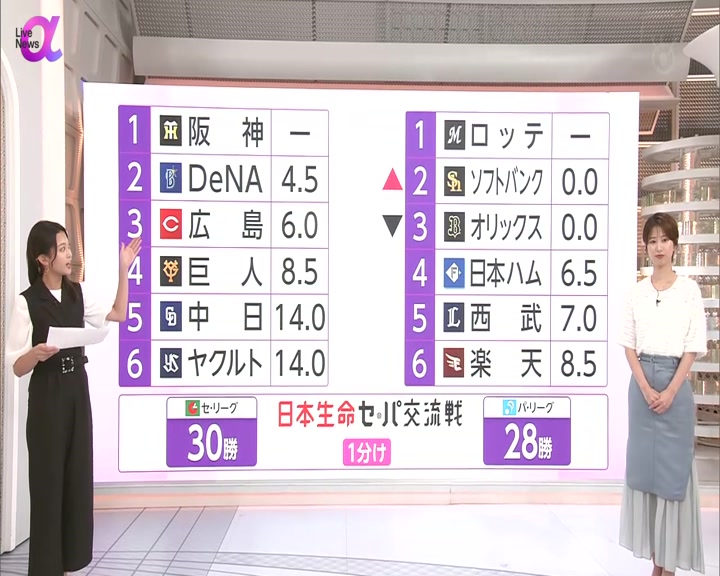 Live
News α
1 阪神 ー
2 DeNA 4.5
3 広島 6.0
4 巨人 8.5
5 中日 14.0
6 ヤクルト 14.0
1 ロッテ ー
▲ 2 ソフトバンク 0.0
▼ 3 オリックス 0.0
4 日本ハム 6.5
5 西武 7.0
6 楽天 8.5
セ・リーグ
30勝
日本生命セ・パ交流戦
1分け
パ・リーグ
28勝